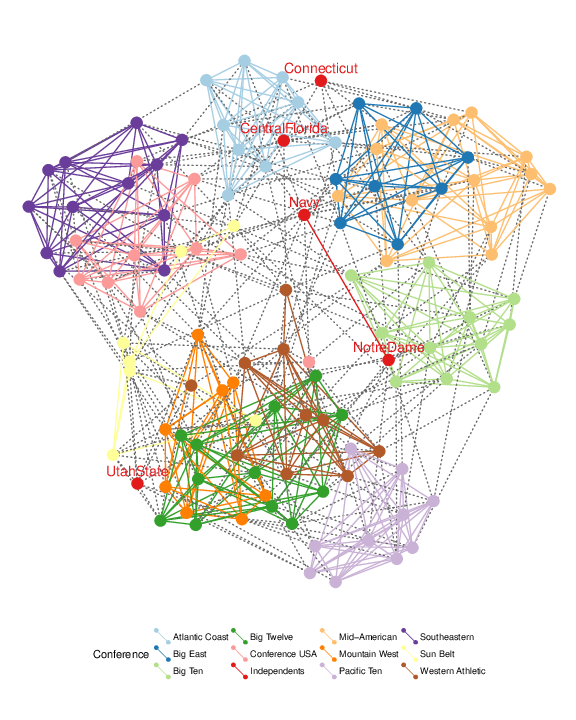 Connecticut
CentralFlorida
Navy
NotreDame
UtahState
Conference
Atlantic Coast
Big East
Big Ten
Big Twelve
Conference USA
Independents
Mid−American
Mountain West
Pacific Ten
Southeastern
Sun Belt
Western Athletic